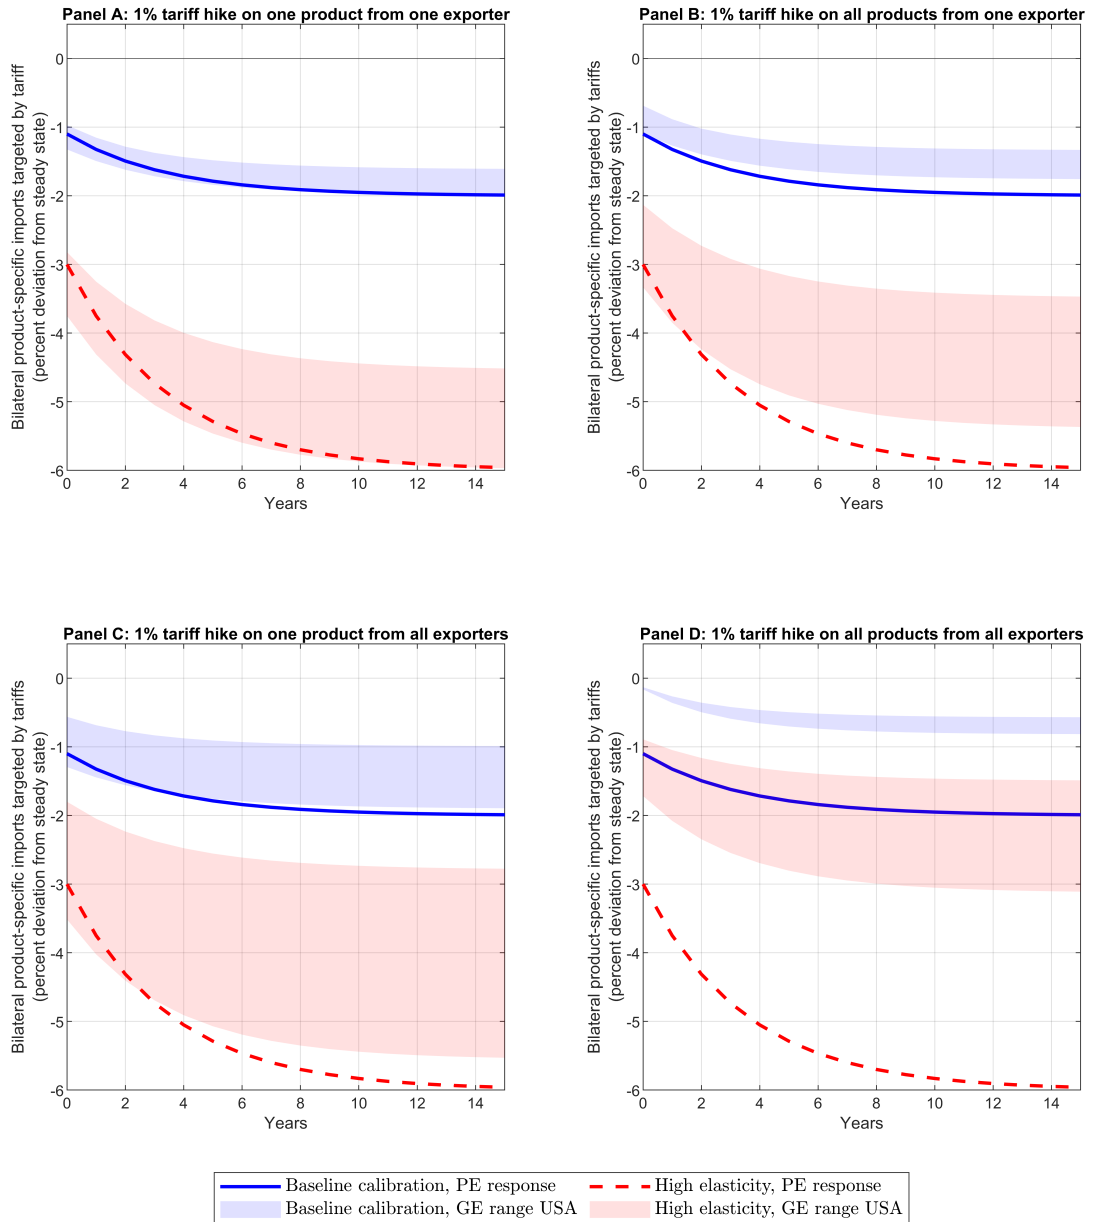 Panel A: 1% tariff hike on one product from one exporter
Bilateral product-specific imports targeted by tariffs
(percent deviation from steady state)
0
-1
-2
-3
-4
-5
-6
0 2 4 6 8 10 12 14
Years
Panel B: 1% tariff hike on all products from one exporter
Bilateral product-specific imports targeted by tariffs
(percent deviation from steady state)
0
-1
-2
-3
-4
-5
-6
0 2 4 6 8 10 12 14
Years
Panel C: 1% tariff hike on one product from all exporters
Bilateral product-specific imports targeted by tariffs
(percent deviation from steady state)
0
-1
-2
-3
-4
-5
-6
0 2 4 6 8 10 12 14
Years
Panel D: 1% tariff hike on all products from all exporters
Bilateral product-specific imports targeted by tariffs
(percent deviation from steady state)
0
-1
-2
-3
-4
-5
-6
0 2 4 6 8 10 12 14
Years
Baseline calibration, PE response
High elasticity, PE response
Baseline calibration, GE range USA
High elasticity, GE range USA